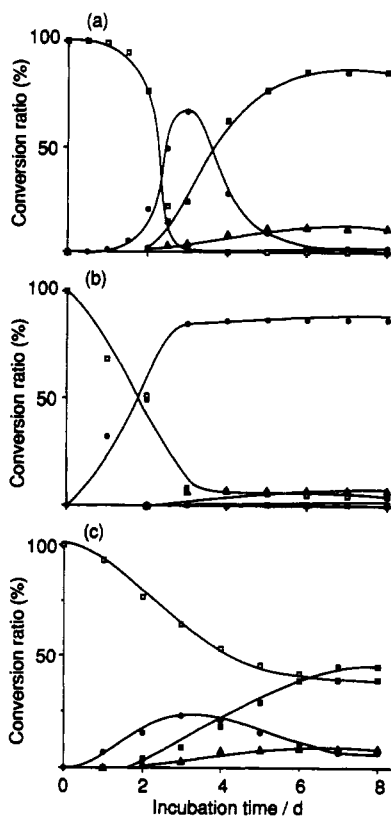 (a)
100
50
Conversion ratio (%)
(b)
100
50
Conversion ratio (%)
(c)
100
50
Conversion ratio (%)
0 2 4 6 8
Incubation time / d